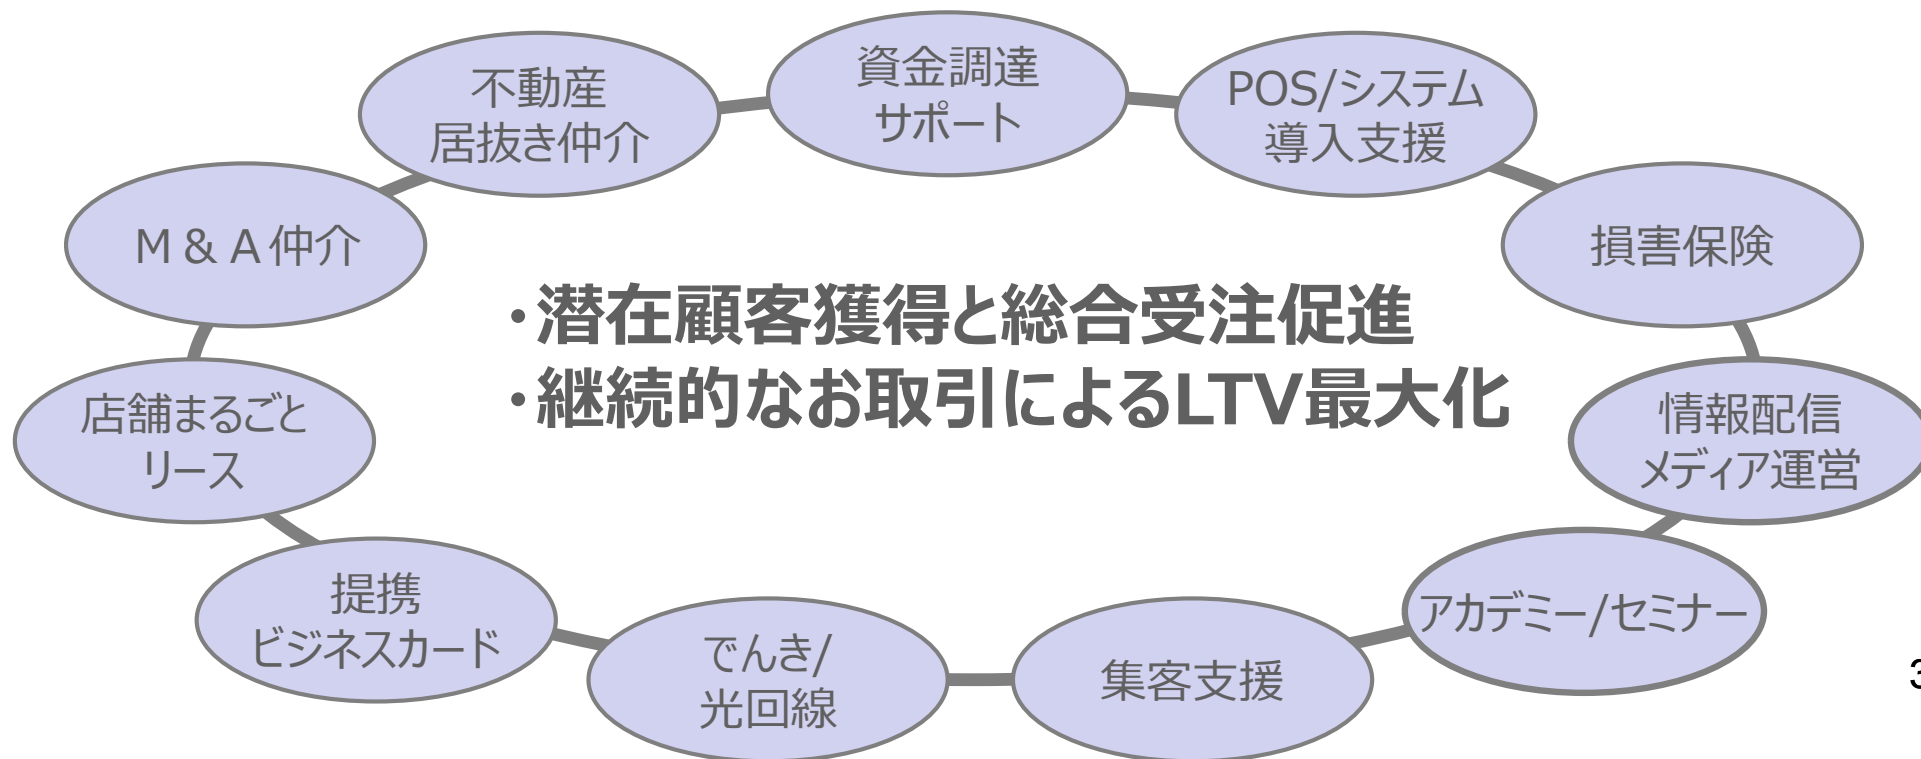 資金調達
サポート
不動産
居抜き仲介
POS/システム
導入支援
M & A 仲介
損害保険
・潜在顧客獲得と総合受注促進
・継続的なお取引によるLTV最大化
店舗まるごと
リース
情報配信
メディア運営
提携
ビジネスカード
アカデミー/セミナー
でんき/
光回線
集客支援
3